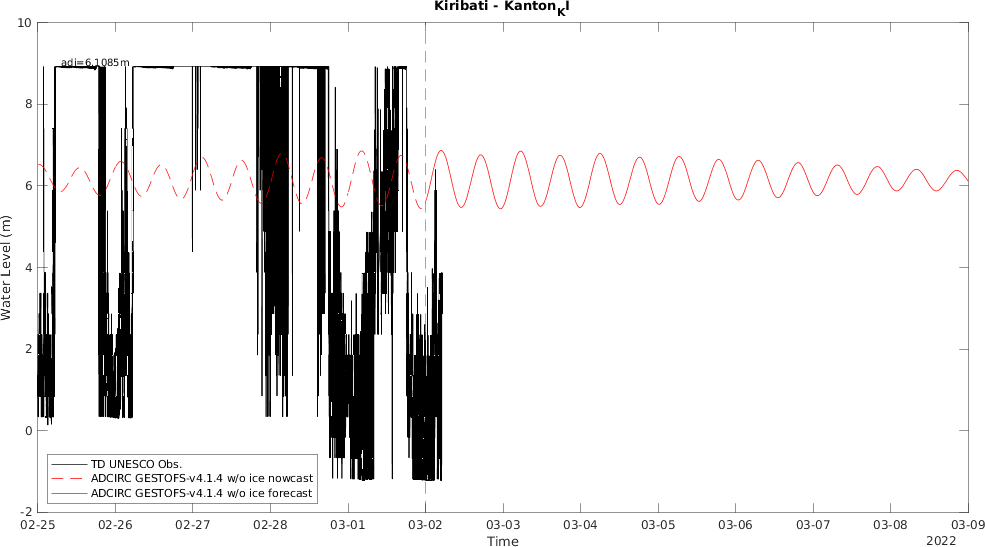 Kiribati - Kanton_KI
adj=6.1085m
10
8
6
4
2
0
-2
Water Level (m)
TD UNESCO Obs.
ADCIRC GESTOFS-v4.1.4 w/o ice nowcast
ADCIRC GESTOFS-v4.1.4 w/o ice forecast
02-25 02-26 02-27 02-28 03-01 03-02 03-03 03-04 03-05 03-06 03-07 03-08 03-09
Time
2022